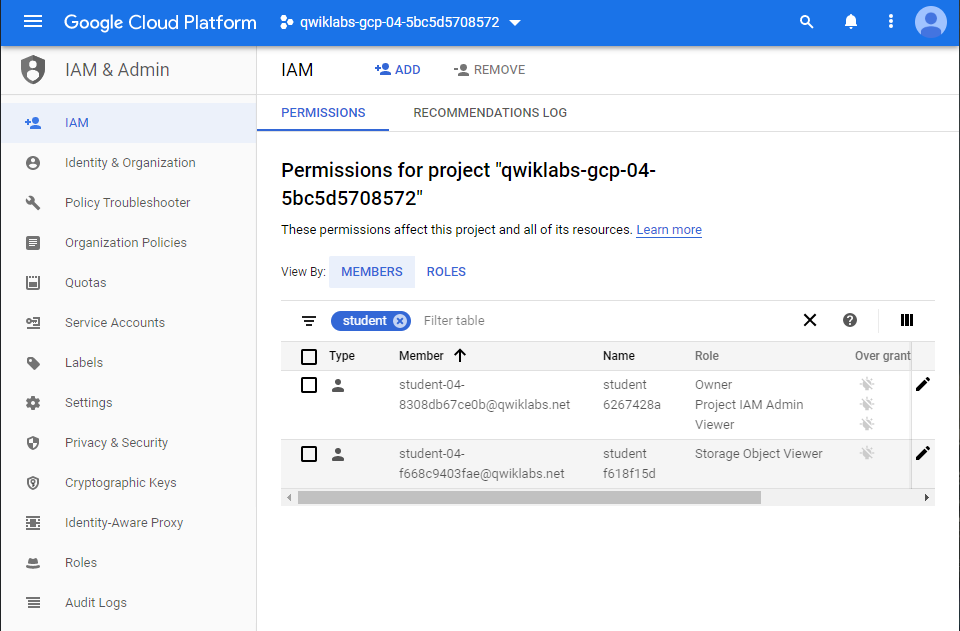 Google Cloud Platform
qwiklabs-gcp-04-5bc5d5708572
IAM & Admin
IAM
ADD
REMOVE
IAM
Identity & Organization
Policy Troubleshooter
Organization Policies
Quotas
Service Accounts
Labels
Settings
Privacy & Security
Cryptographic Keys
Identity-Aware Proxy
Roles
Audit Logs
PERMISSIONS
RECOMMENDATIONS LOG
Permissions for project "qwiklabs-gcp-04-
5bc5d5708572"
These permissions affect this project and all of its resources. Learn more
View By: MEMBERS ROLES
student
Filter table
Type Member Name Role Over grant
student-04-
8308db67ce0b@qwiklabs.net
student
6267428a
Owner
Project IAM Admin
Viewer
student-04-
f668c9403fae@qwiklabs.net
student
f618f15d
Storage Object Viewer